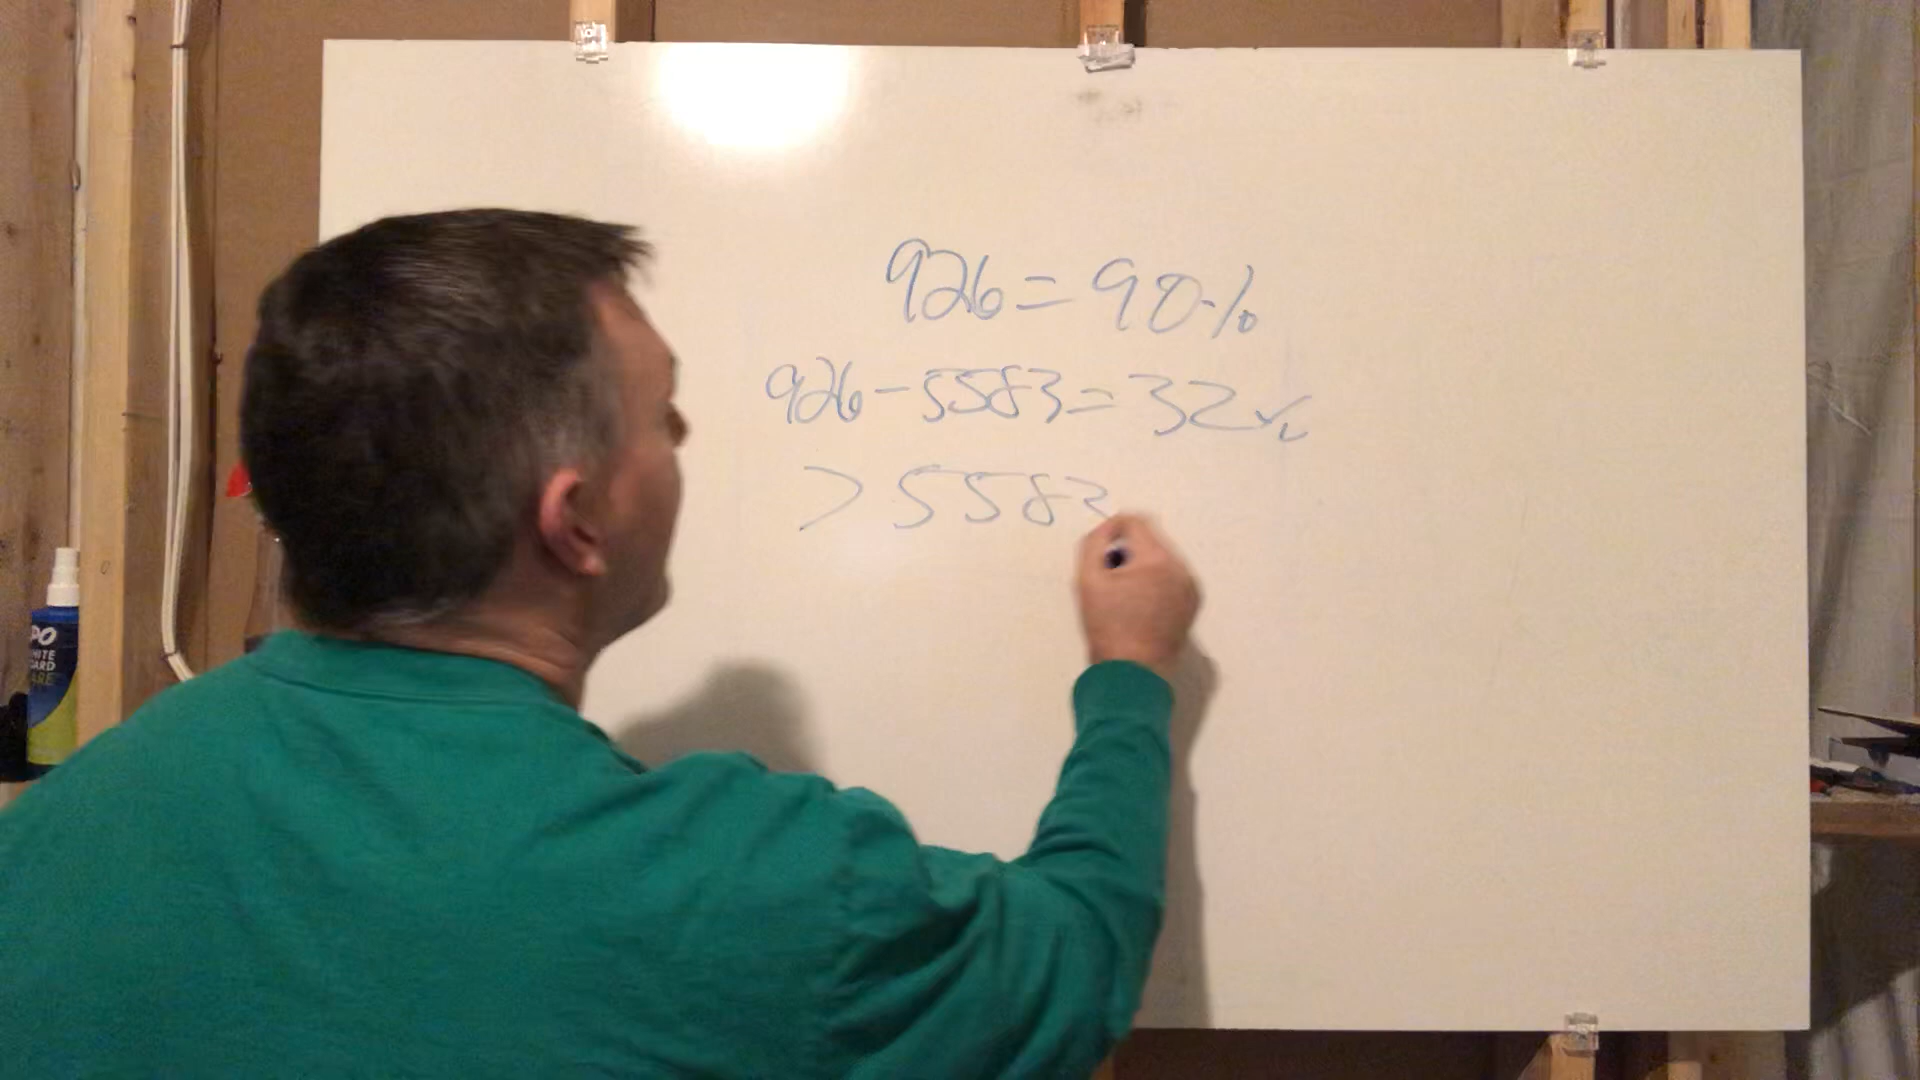 926 = 90%
926 - 5583 = 32%
> 5583